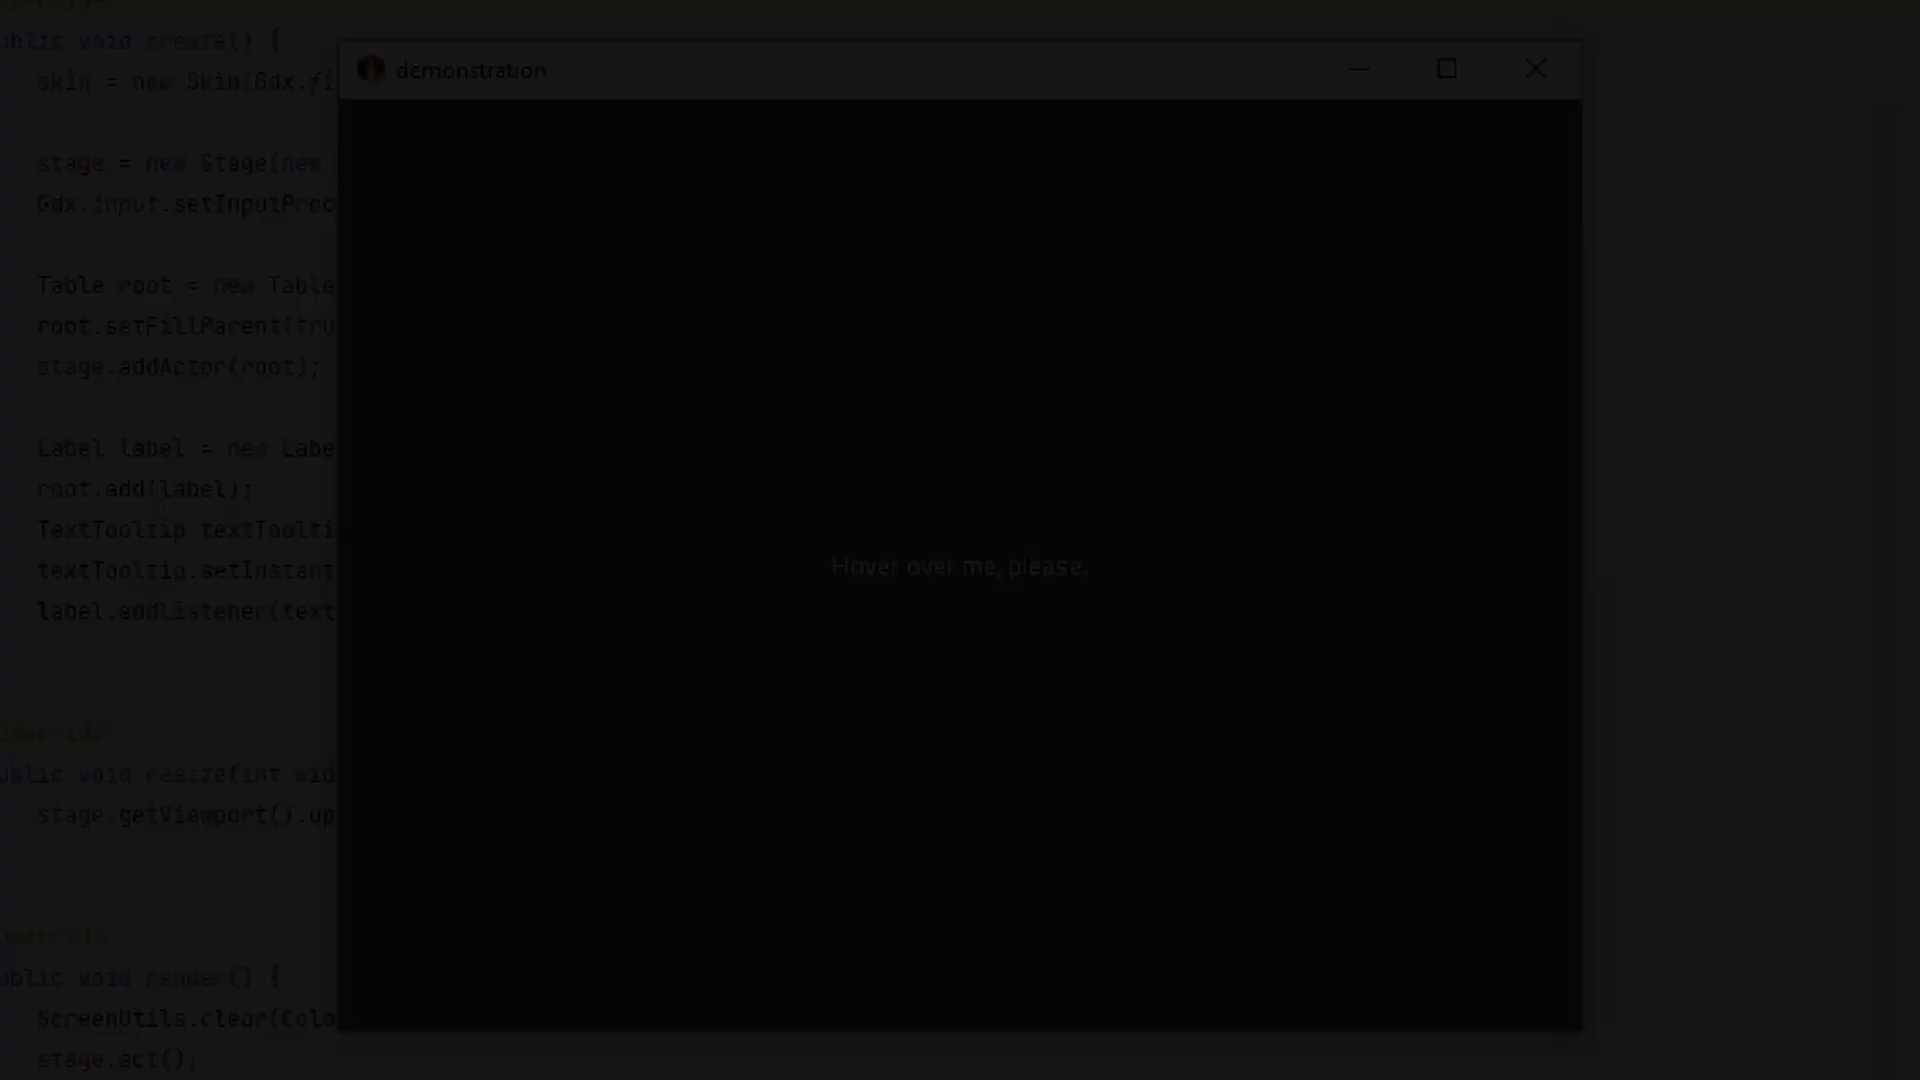 public void create() {
skin = new Skin(Gdx.fi
stage = new Stage(new
Gdx.input.setInputProc
Table root = new Table
root.setFillParent(tru
stage.addActor(root);
Label label = new Labe
root.add(label);
TextTooltip textToolti
textTooltip.setInstant
label.addListener(text
public void resize(int wid
stage.getViewport().up
public void render() {
ScreenUtils.clear(Colo
stage.act();
demonstration
Hover over me, please.